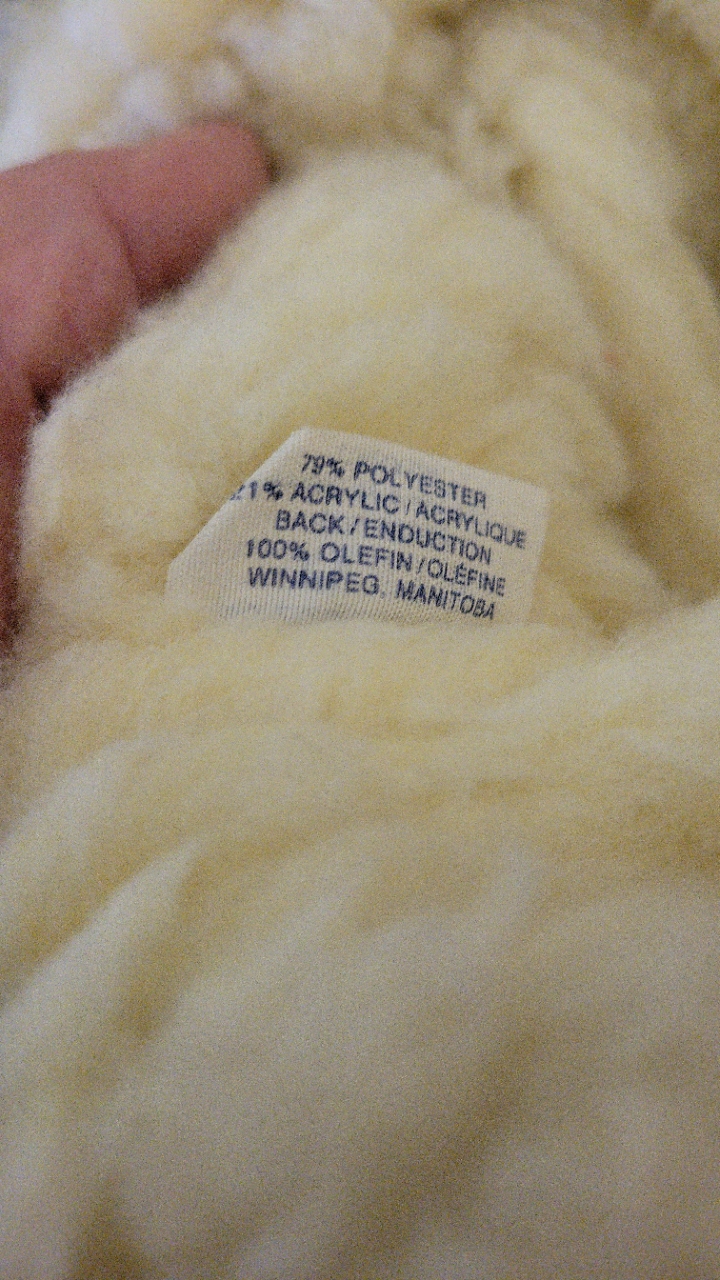 79% POLYESTER
21% ACRYLIC / ACRYLIQUE
BACK / ENDUCTION
100% OLEFIN / OLÉFINE
WINNIPEG, MANITOBA